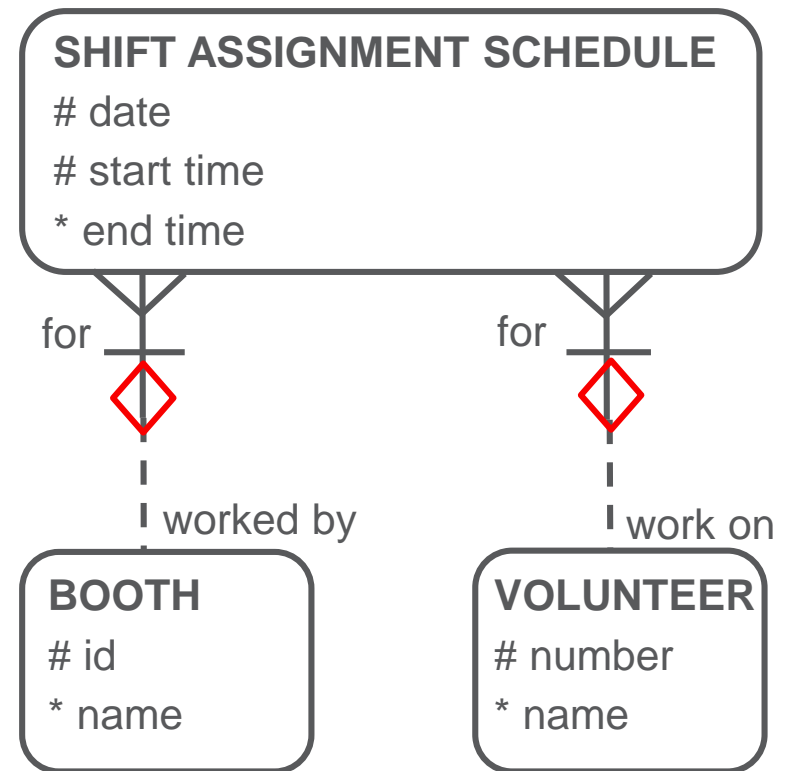 SHIFT ASSIGNMENT SCHEDULE
# date
# start time
* end time
for
for
worked by
work on
BOOTH
# id
* name
VOLUNTEER
# number
* name